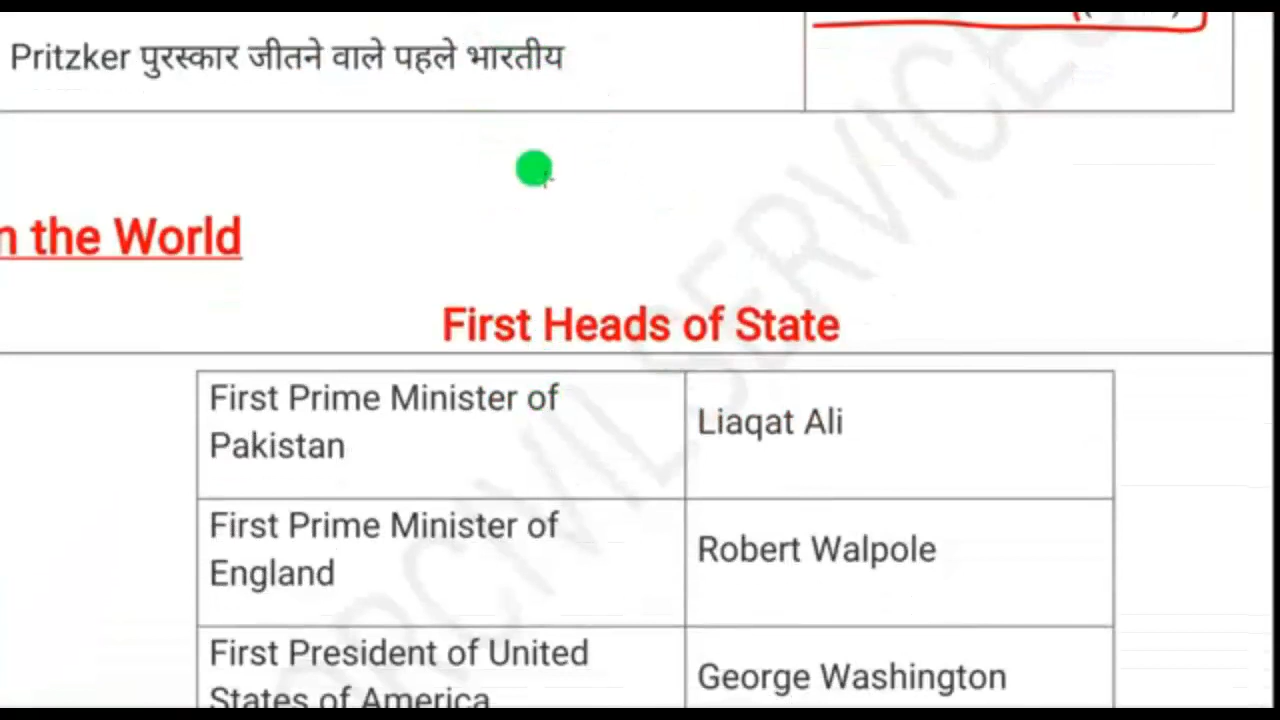 Pritzker पुरस्कार जीतने वाले पहले भारतीय
the World
First Heads of State
First Prime Minister of
Pakistan
Liaqat Ali
First Prime Minister of
England
Robert Walpole
First President of United
States of America
George Washington